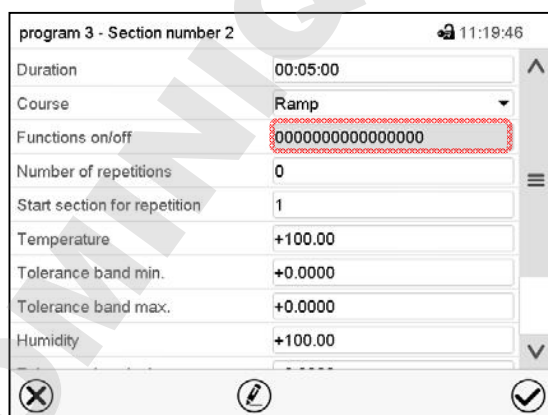 program 3 - Section number 2 11:19:46
Duration 00:05:00
Course Ramp
Functions on/off 0000000000000000
Number of repetitions 0
Start section for repetition 1
Temperature +100.00
Tolerance band min. +0.0000
Tolerance band max. +0.0000
Humidity +100.00